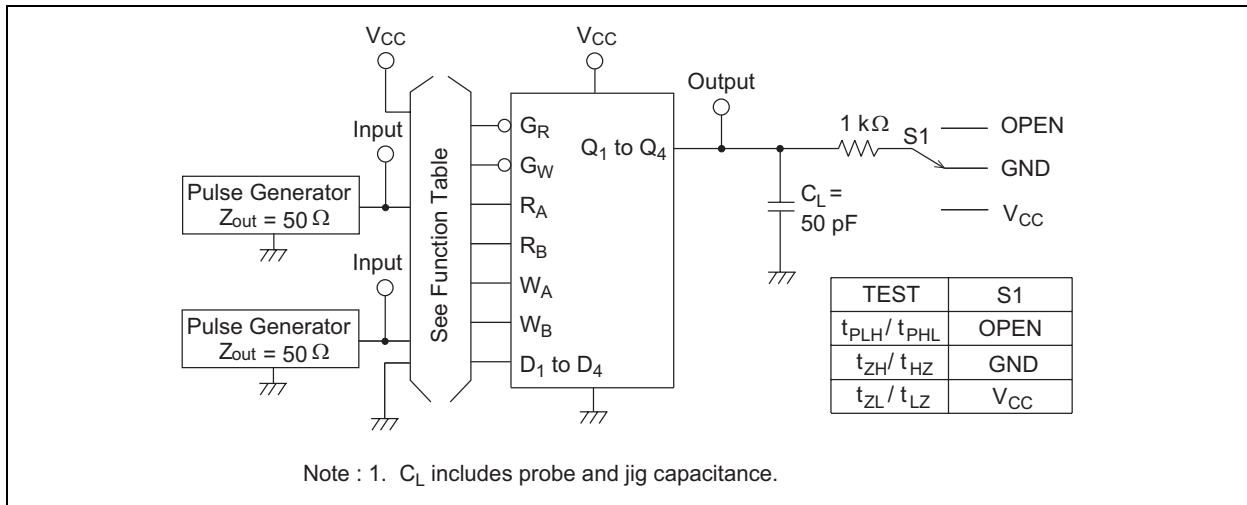 VCC
VCC
Output
Input
1 kΩ
S1
OPEN
GND
VCC
GR
GW
RA
RB
WA
WB
D1 to D4
Q1 to Q4
CL =
50 pF
See Function Table
Pulse Generator
Zout = 50 Ω
Input
Pulse Generator
Zout = 50 Ω
TEST S1
tPLH / tPHL OPEN
tZH / tHZ GND
tZL / tLZ VCC
Note : 1. CL includes probe and jig capacitance.